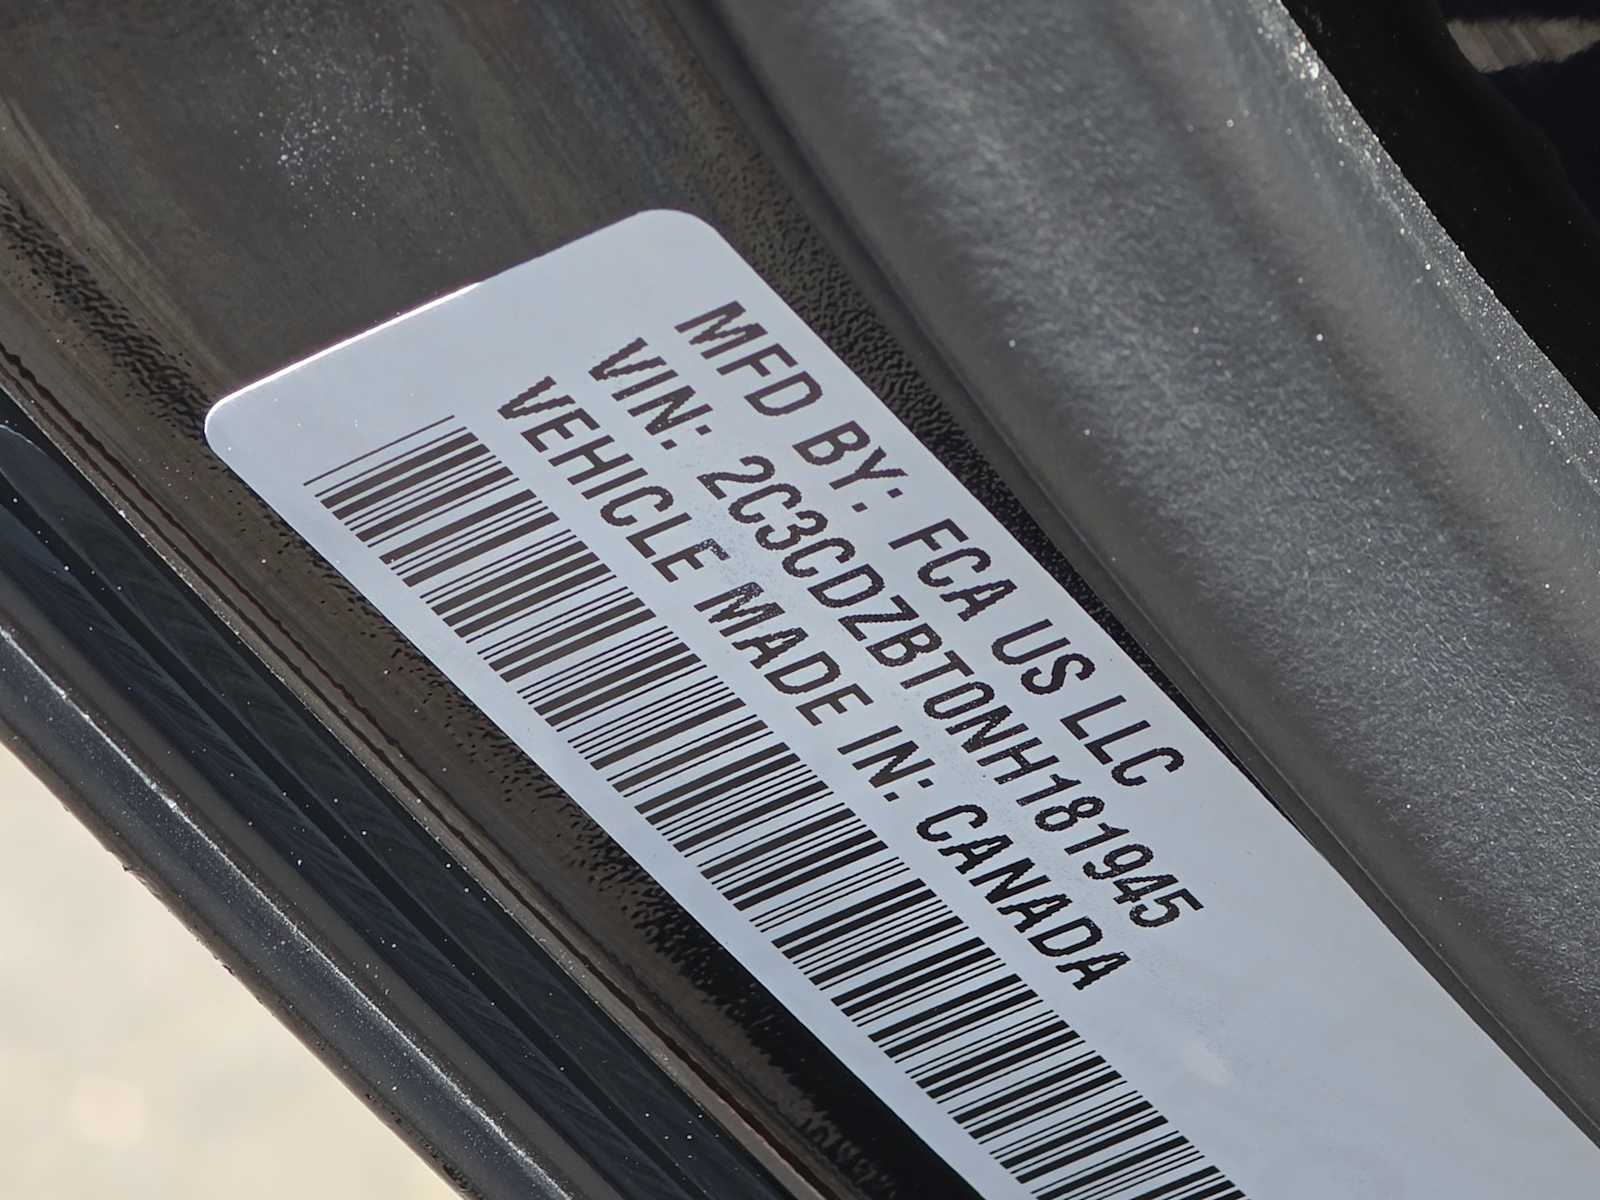 MFD BY: FCA US LLC
VIN: 2C3CDZBT0NH181945
VEHICLE MADE IN: CANADA